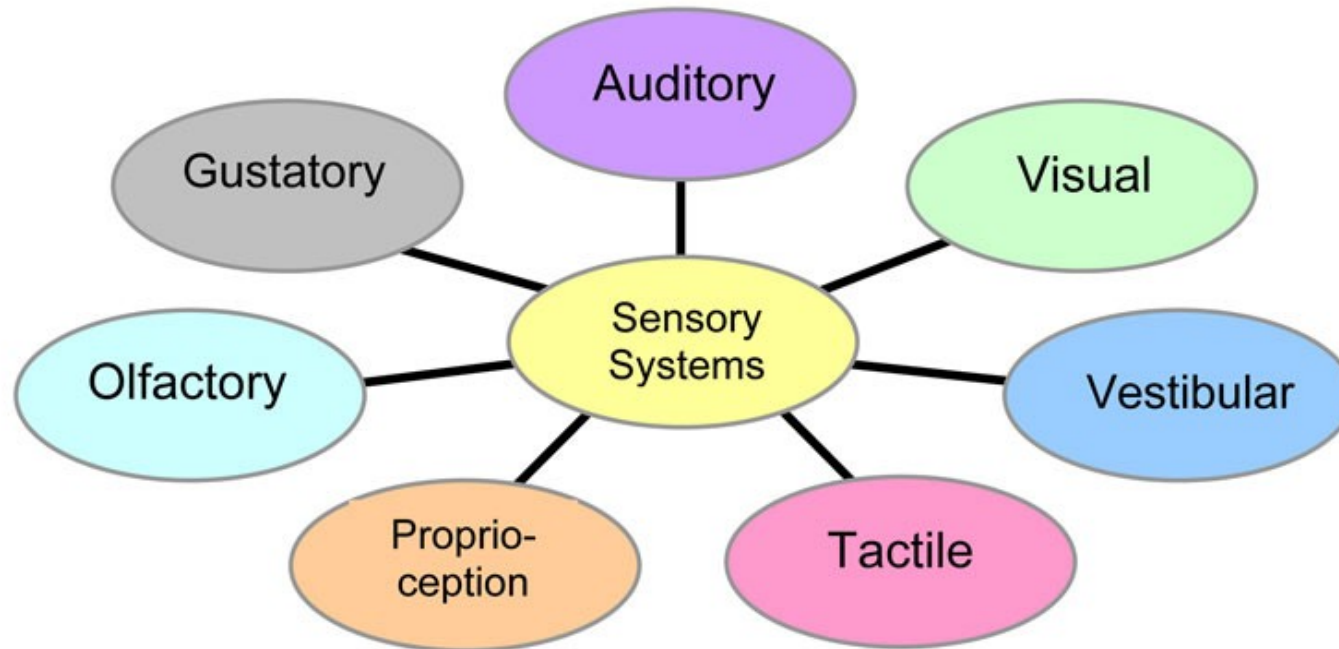 Auditory
Gustatory
Visual
Sensory
Systems
Olfactory
Vestibular
Proprio-
ception
Tactile